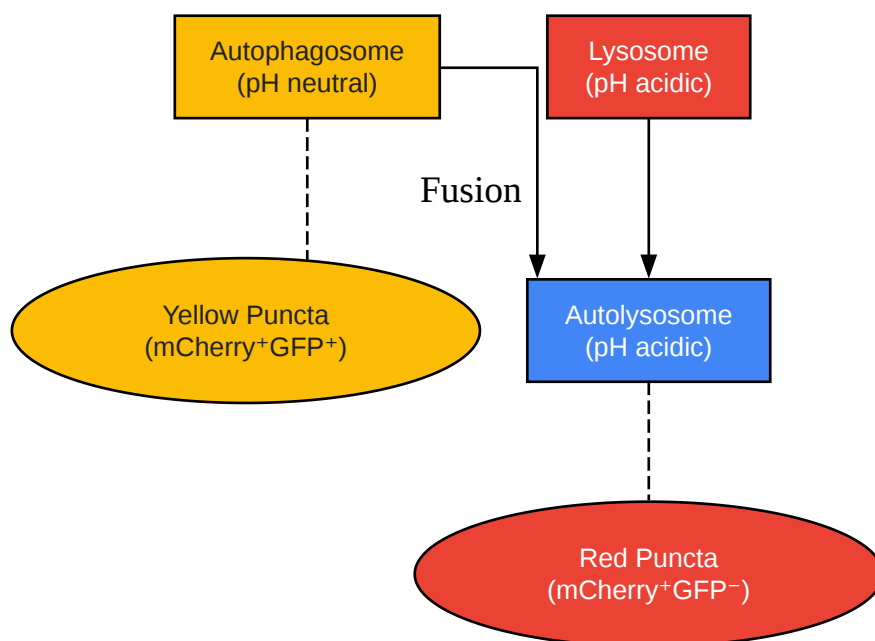 Autophagosome
(pH neutral)
Lysosome
(pH acidic)
Fusion
Yellow Puncta
(mCherry⁺GFP⁺)
Autolysosome
(pH acidic)
Red Puncta
(mCherry⁺GFP⁻)